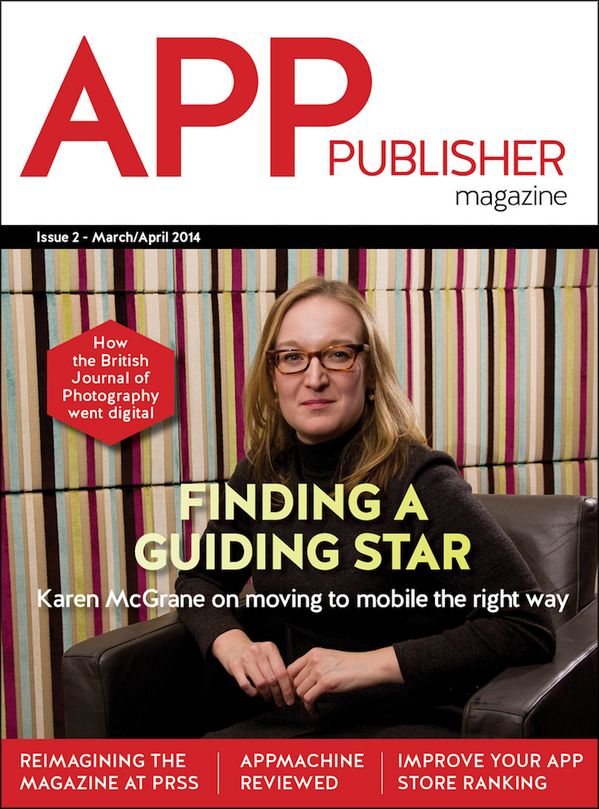 APP
PUBLISHER
magazine
Issue 2 - March/April 2014
How
the British
Journal of
Photography
went digital
FINDING A
GUIDING STAR
Karen McGrane on moving to mobile the right way
REIMAGINING THE
MAGAZINE AT PRSS
APPMACHINE
REVIEWED
IMPROVE YOUR APP
STORE RANKING